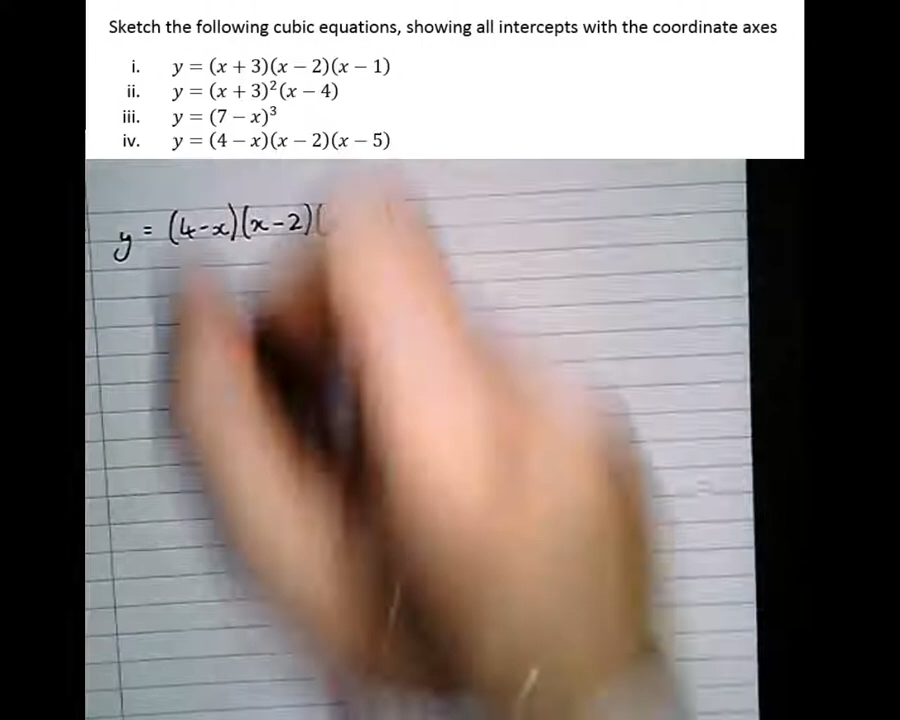 Sketch the following cubic equations, showing all intercepts with the coordinate axes
i. y = (x + 3)(x − 2)(x − 1)
ii. y = (x + 3)²(x − 4)
iii. y = (7 − x)³
iv. y = (4 − x)(x − 2)(x − 5)
y = (4-x)(x-2)(